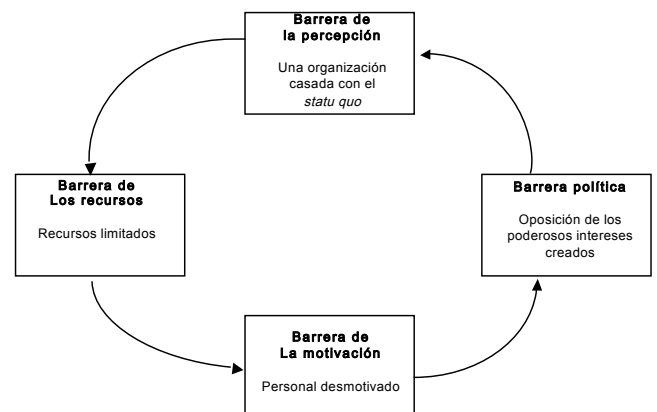 Barrera de
la percepción
Una organización
casada con el
statu quo
Barrera de
Los recursos
Recursos limitados
Barrera política
Oposición de los
poderosos intereses
creados
Barrera de
La motivación
Personal desmotivado